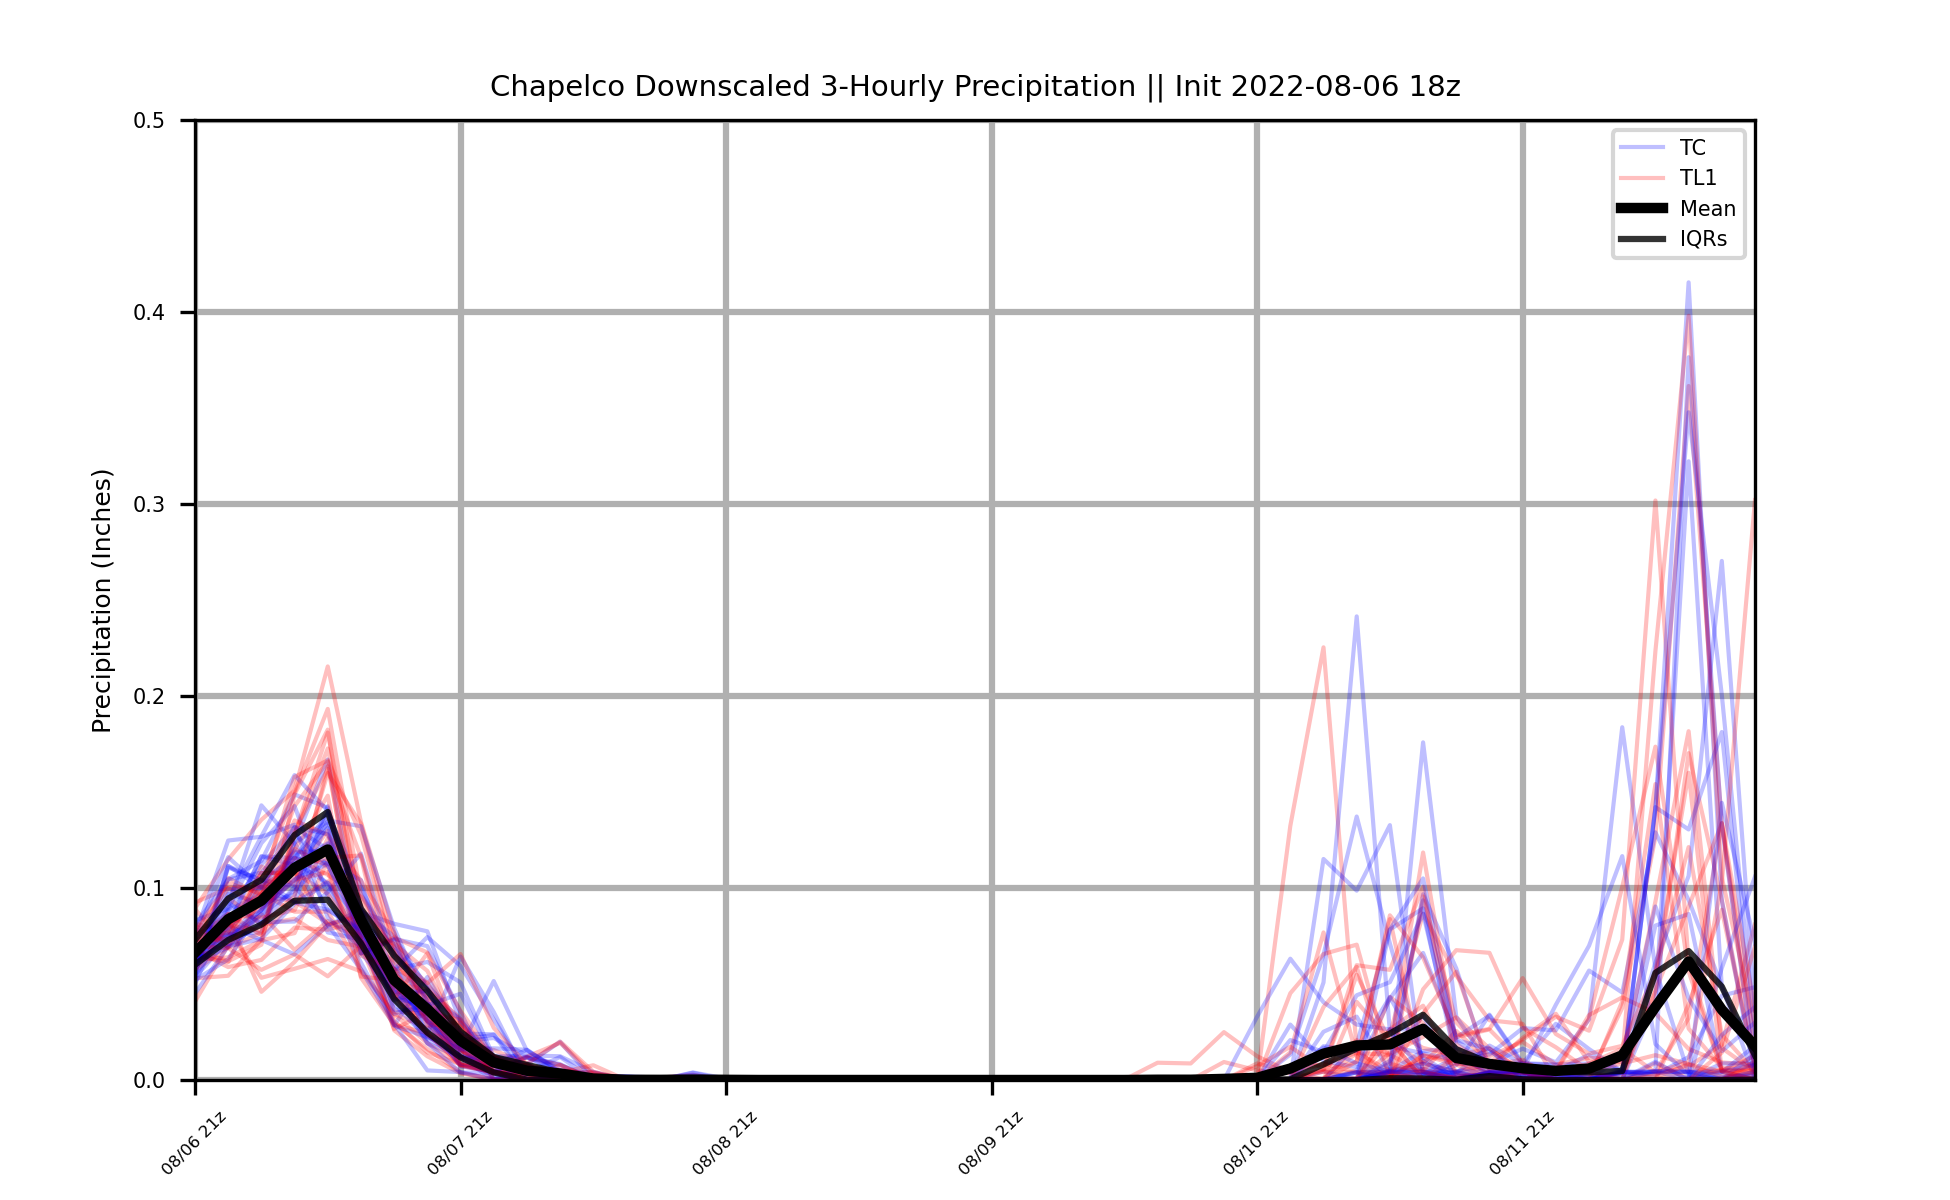 Chapelco Downscaled 3-Hourly Precipitation || Init 2022-08-06 18z
TC
TL1
Mean
IQRs
Precipitation (Inches)
0.5
0.4
0.3
0.2
0.1
0.0
08/06 21z
08/07 21z
08/08 21z
08/09 21z
08/10 21z
08/11 21z